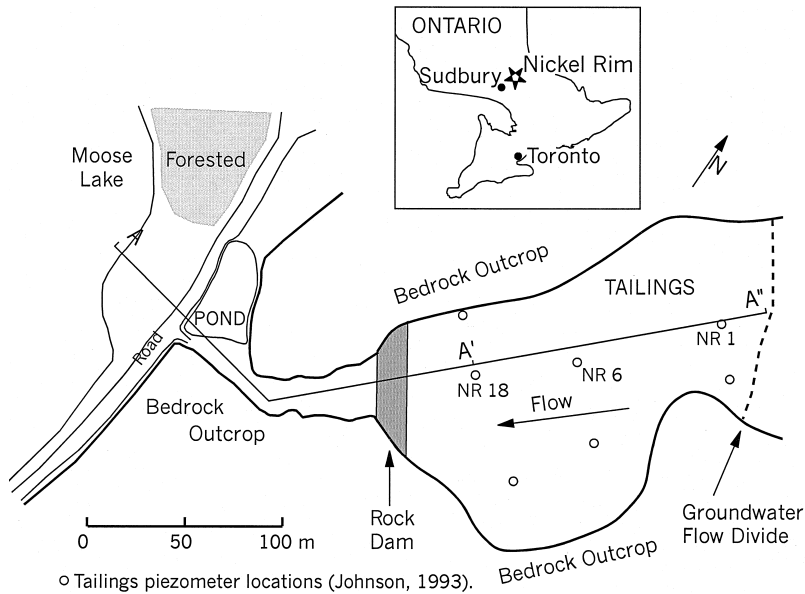 ONTARIO
Nickel Rim
Sudbury
Toronto
N
Moose
Lake
Forested
A
POND
Road
Bedrock
Outcrop
Bedrock Outcrop
TAILINGS
A''
A'
NR 1
NR 18
NR 6
Flow
Rock
Dam
Groundwater
Flow Divide
Bedrock Outcrop
0 50 100 m
Tailings piezometer locations (Johnson, 1993).